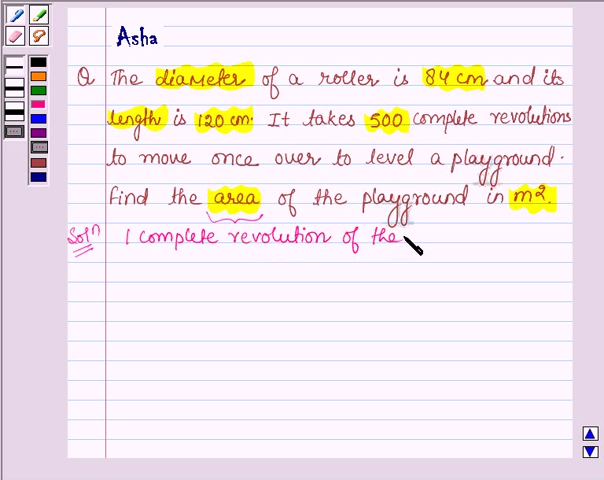 Asha
Q The diameter of a roller is 84 cm and its
length is 120 cm. It takes 500 complete revolutions
to move once over to level a playground.
Find the area of the playground in m2.
Soln 1 complete revolution of the